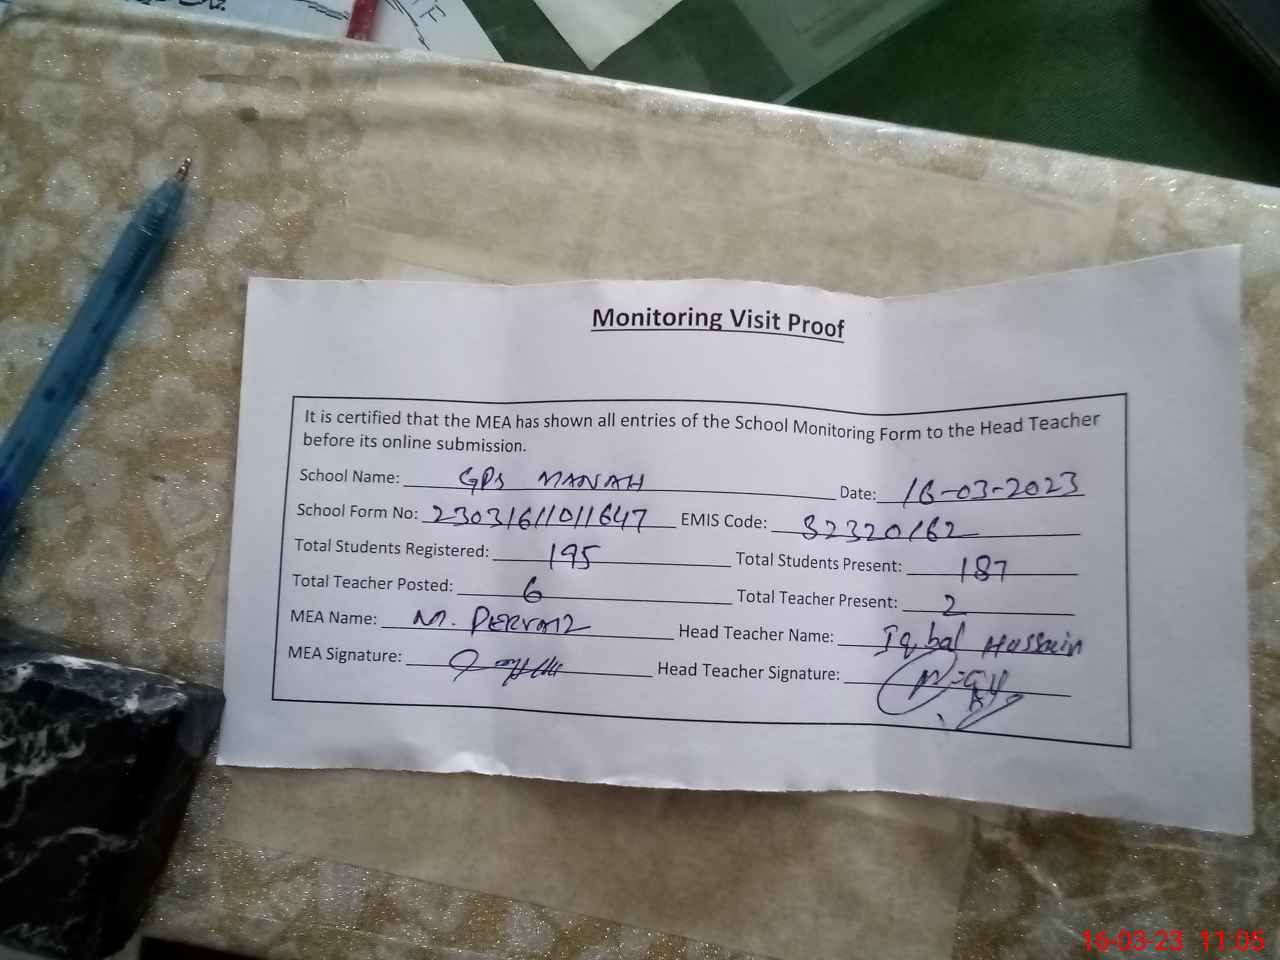 Monitoring Visit Proof
It is certified that the MEA has shown all entries of the School Monitoring Form to the Head Teacher
before its online submission.
School Name: GPS MANAH Date: 16-03-2023
School Form No: 23031611011647 EMIS Code: 32320162
Total Students Registered: 195 Total Students Present: 187
Total Teacher Posted: 6 Total Teacher Present: 2
MEA Name: M. PERVAIZ Head Teacher Name: Iqbal Hussain
MEA Signature: Head Teacher Signature:
16-03-23 11:05